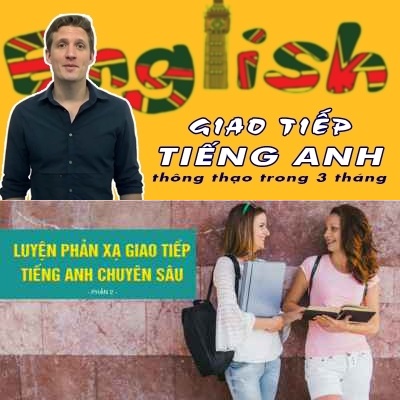 English
GIAO TIẾP
TIẾNG ANH
thông thạo trong 3 tháng
LUYỆN PHẢN XẠ GIAO TIẾP
TIẾNG ANH CHUYÊN SÂU
- PHẦN 2 -